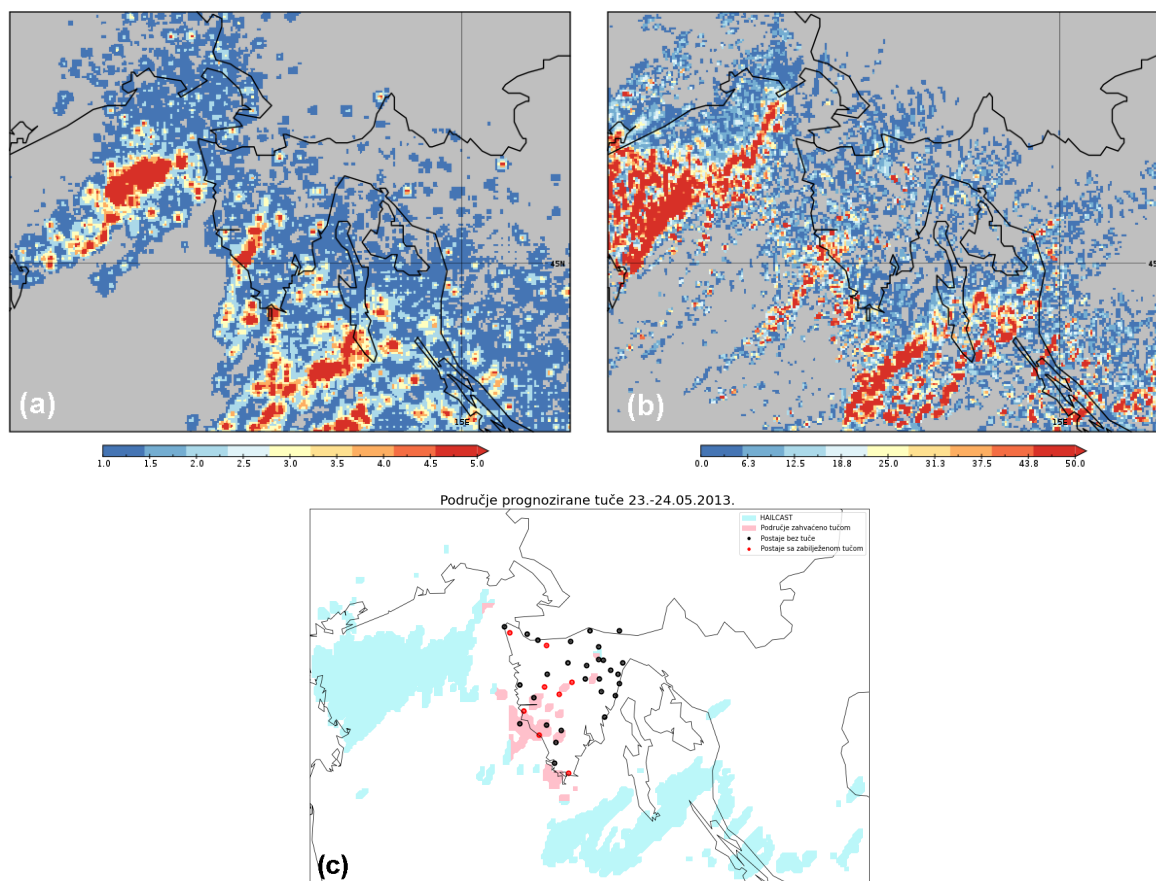 (a)
45N
15E
1.0 1.5 2.0 2.5 3.0 3.5 4.0 4.5 5.0
(b)
15E
0.0 6.3 12.5 18.8 25.0 31.3 37.5 43.8 50.0
Područje prognozirane tuče 23.-24.05.2013.
HAILCAST
Područje zahvaćeno tučom
Postaje bez tuče
Postaje sa zabilježenom tučom
(c)